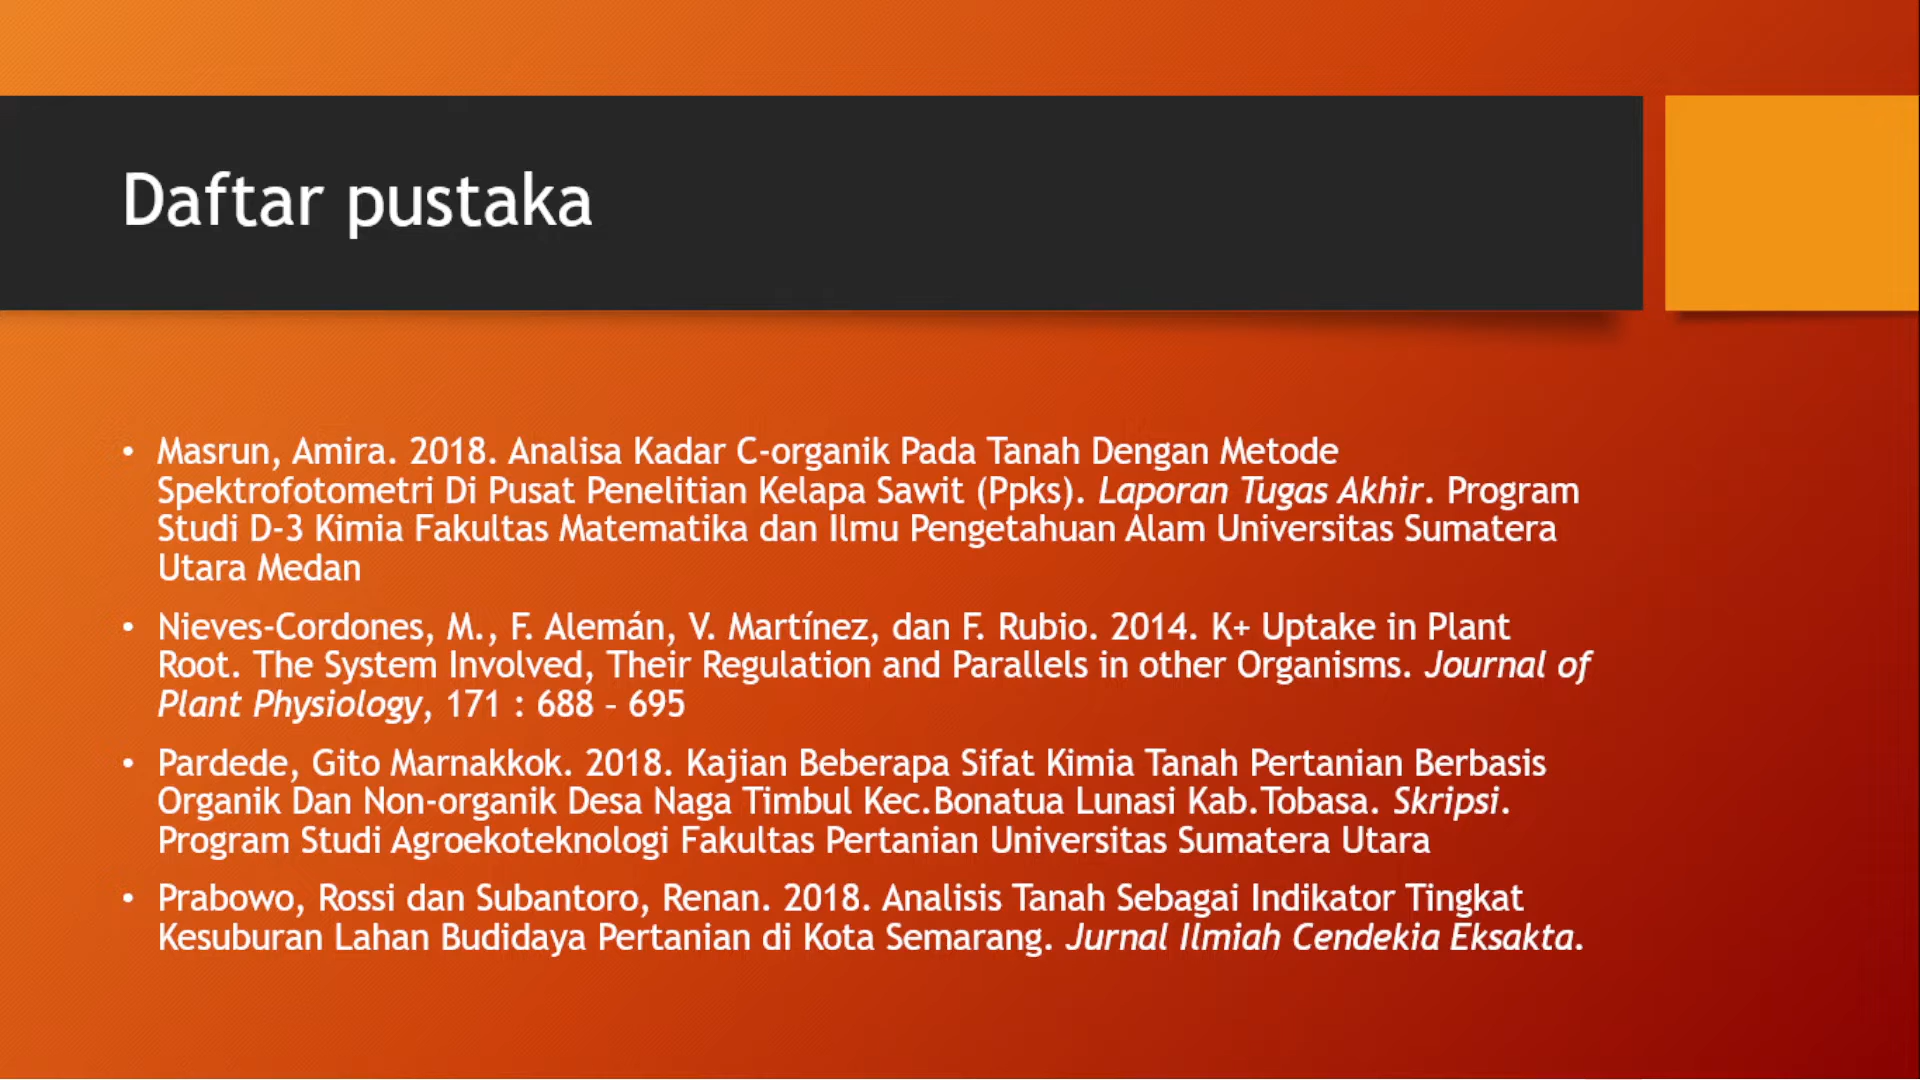 Daftar pustaka
• Masrun, Amira. 2018. Analisa Kadar C-organik Pada Tanah Dengan Metode
Spektrofotometri Di Pusat Penelitian Kelapa Sawit (Ppks). Laporan Tugas Akhir. Program
Studi D-3 Kimia Fakultas Matematika dan Ilmu Pengetahuan Alam Universitas Sumatera
Utara Medan
• Nieves-Cordones, M., F. Alemán, V. Martínez, dan F. Rubio. 2014. K+ Uptake in Plant
Root. The System Involved, Their Regulation and Parallels in other Organisms. Journal of
Plant Physiology, 171 : 688 – 695
• Pardede, Gito Marnakkok. 2018. Kajian Beberapa Sifat Kimia Tanah Pertanian Berbasis
Organik Dan Non-organik Desa Naga Timbul Kec.Bonatua Lunasi Kab.Tobasa. Skripsi.
Program Studi Agroekoteknologi Fakultas Pertanian Universitas Sumatera Utara
• Prabowo, Rossi dan Subantoro, Renan. 2018. Analisis Tanah Sebagai Indikator Tingkat
Kesuburan Lahan Budidaya Pertanian di Kota Semarang. Jurnal Ilmiah Cendekia Eksakta.